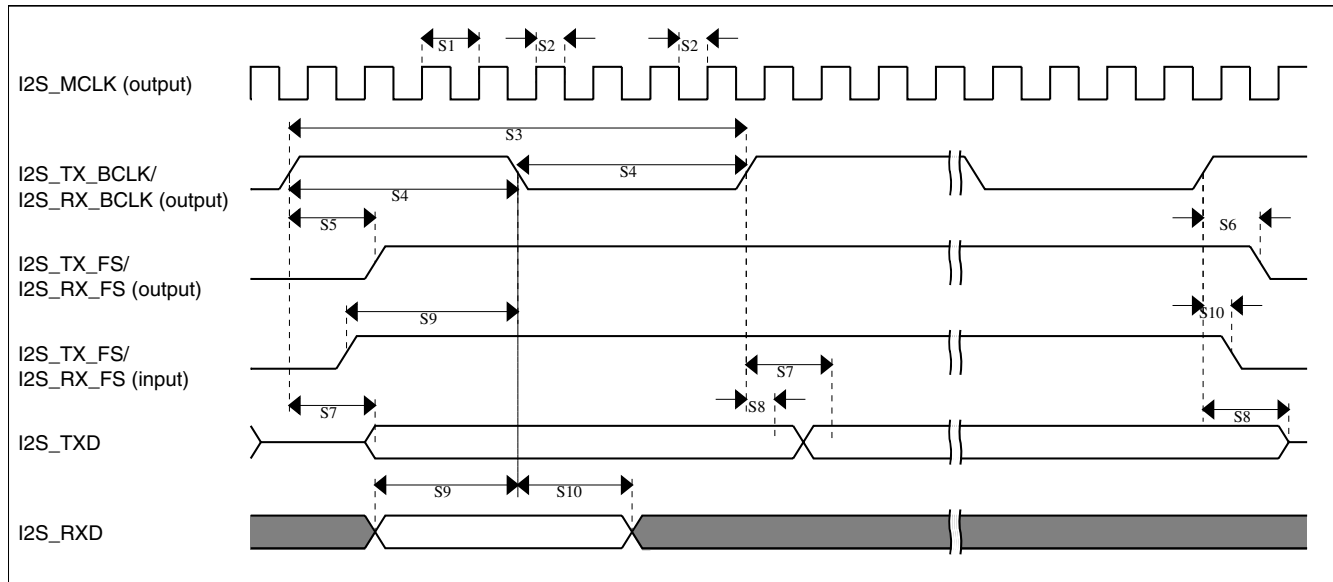 S1 S2 S2
I2S_MCLK (output)
S3
I2S_TX_BCLK/
I2S_RX_BCLK (output)
S4
S4
S5 S6
I2S_TX_FS/
I2S_RX_FS (output)
S9 S10
I2S_TX_FS/
I2S_RX_FS (input)
S7
S7 S8 S8
I2S_TXD
S9 S10
I2S_RXD